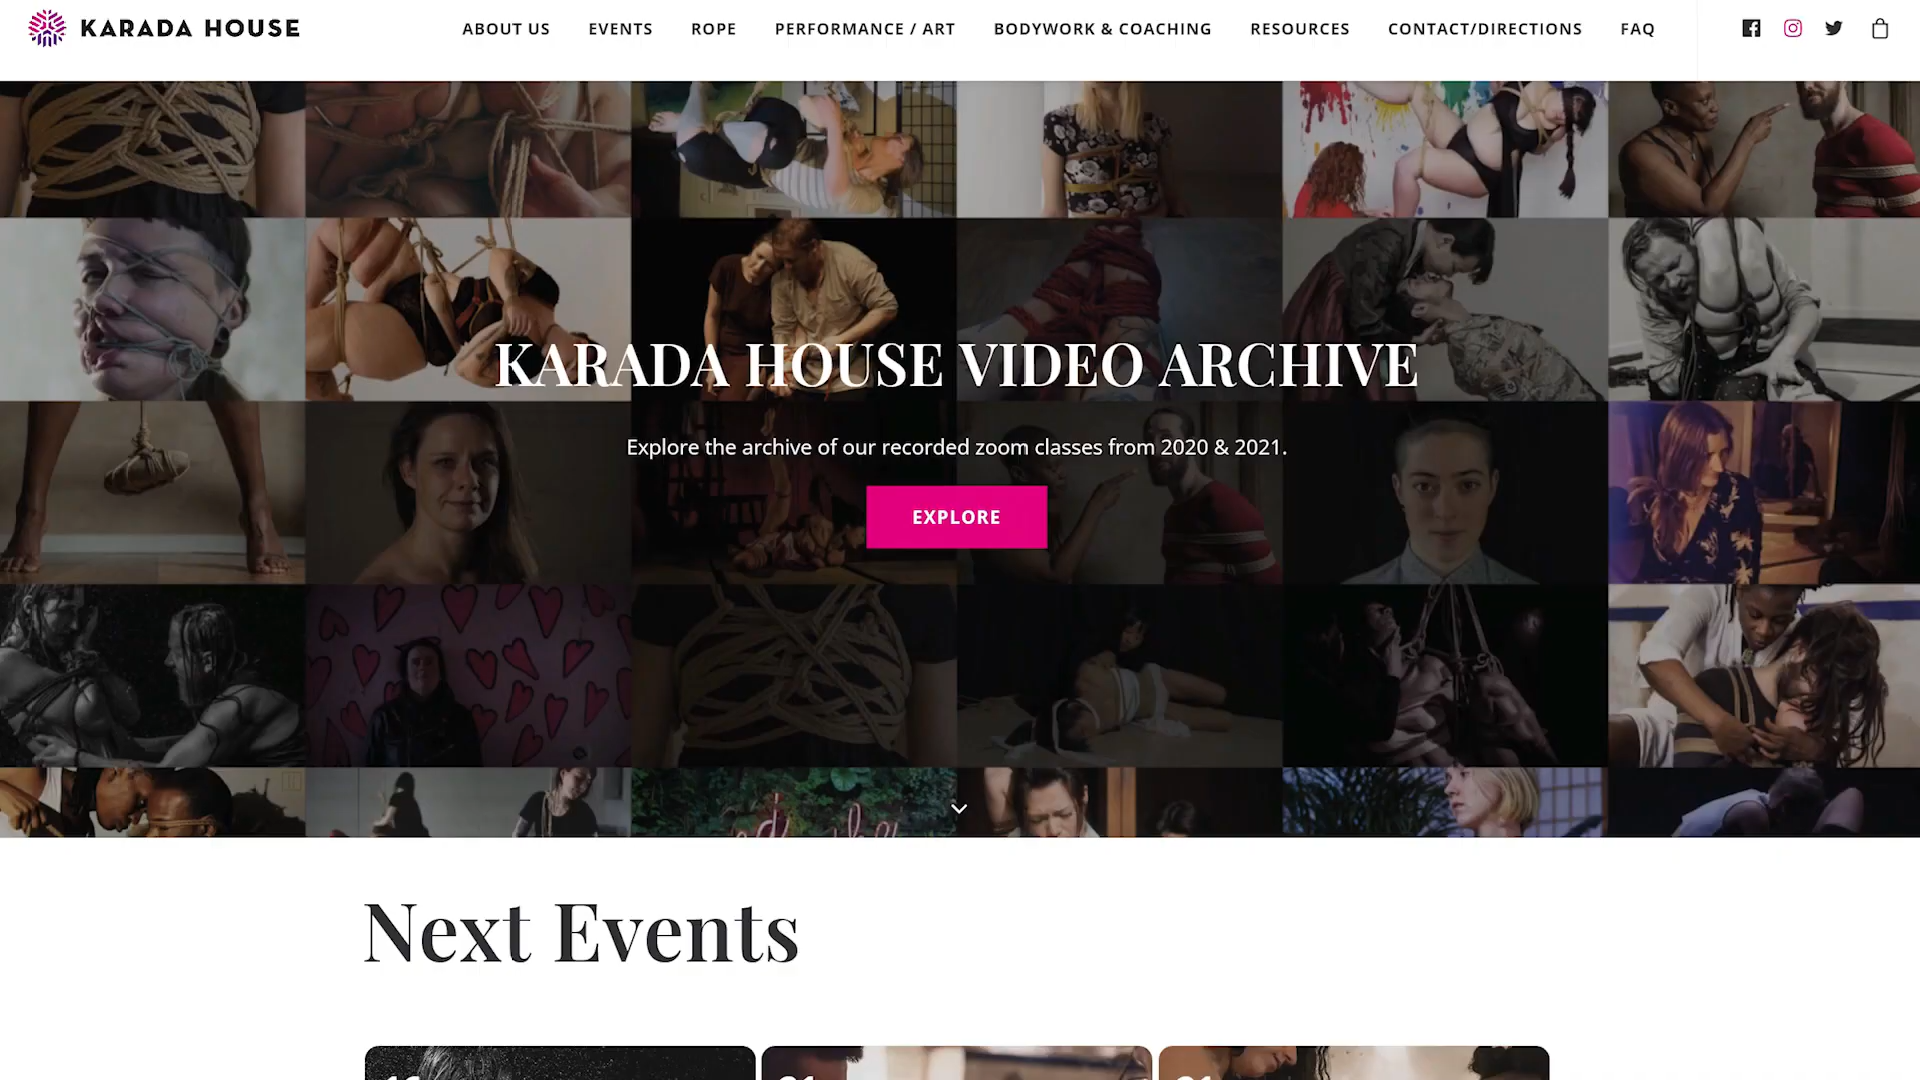 KARADA HOUSE
ABOUT US
EVENTS
ROPE
PERFORMANCE / ART
BODYWORK & COACHING
RESOURCES
CONTACT/DIRECTIONS
FAQ
KARADA HOUSE VIDEO ARCHIVE
Explore the archive of our recorded zoom classes from 2020 & 2021.
EXPLORE
Next Events